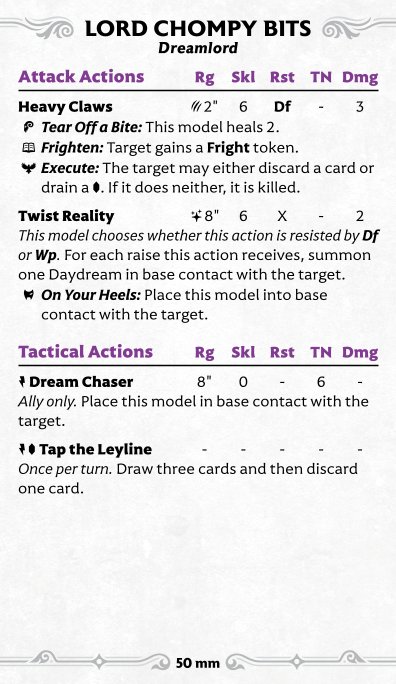 LORD CHOMPY BITS
Dreamlord
Attack Actions Rg Skl Rst TN Dmg
Heavy Claws 2" 6 Df - 3
Tear Off a Bite: This model heals 2.
Frighten: Target gains a Fright token.
Execute: The target may either discard a card or
drain a . If it does neither, it is killed.
Twist Reality 8" 6 X - 2
This model chooses whether this action is resisted by Df
or Wp. For each raise this action receives, summon
one Daydream in base contact with the target.
On Your Heels: Place this model into base
contact with the target.
Tactical Actions Rg Skl Rst TN Dmg
Dream Chaser 8" 0 - 6 -
Ally only. Place this model in base contact with the
target.
Tap the Leyline - - - - -
Once per turn. Draw three cards and then discard
one card.
50 mm